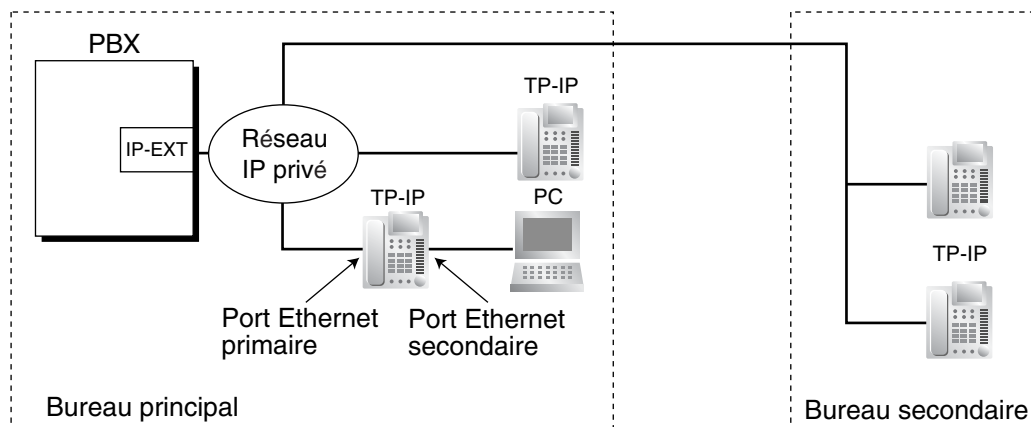 PBX
IP-EXT
Réseau
IP privé
TP-IP
TP-IP
PC
Port Ethernet
primaire
Port Ethernet
secondaire
Bureau principal
TP-IP
Bureau secondaire